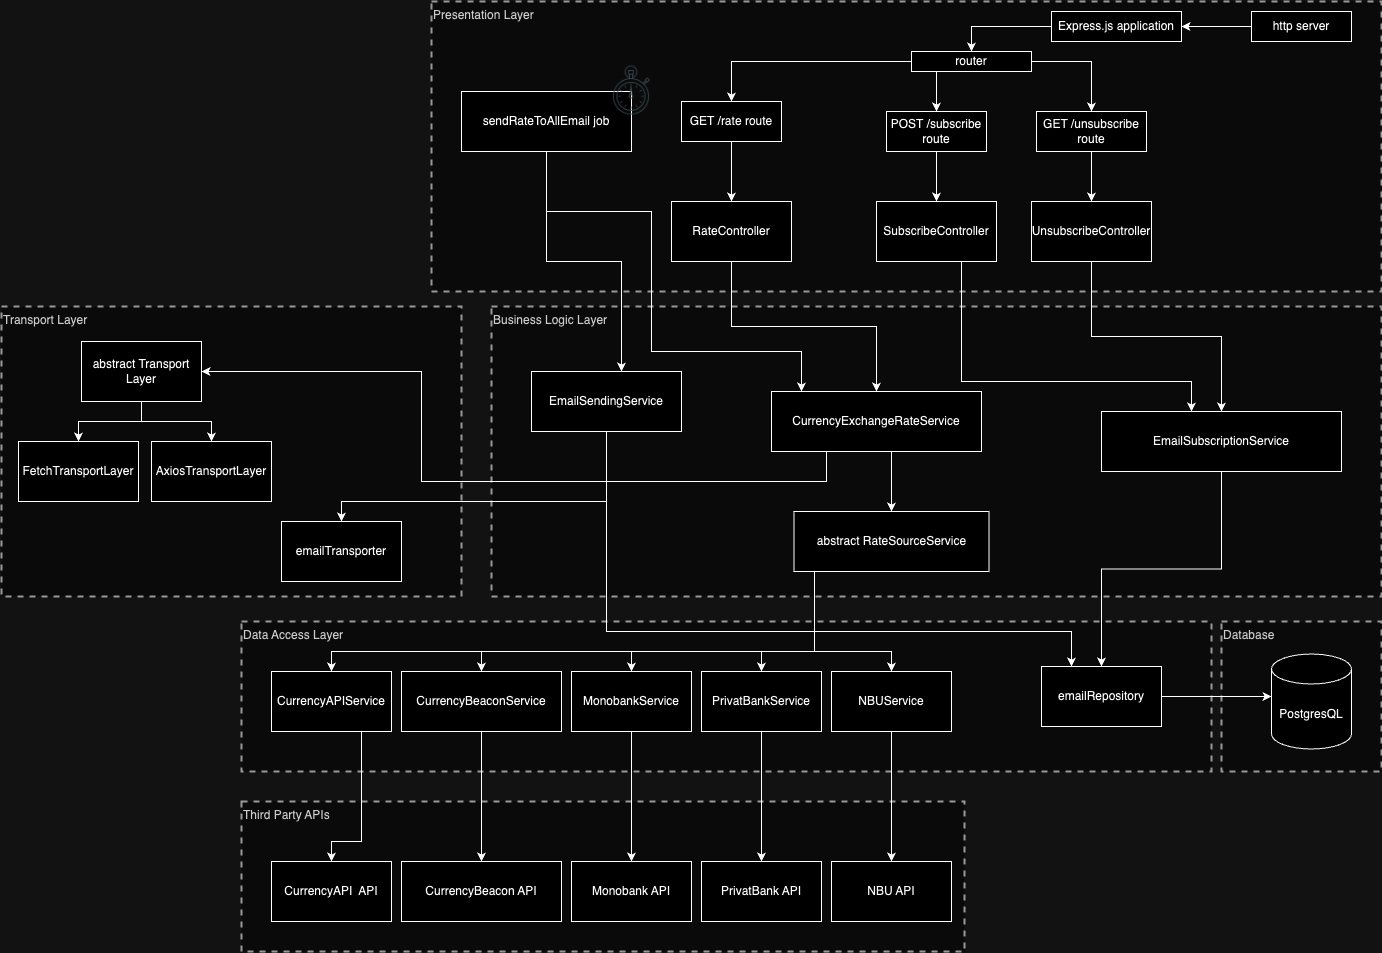 Presentation Layer
Express.js application
http server
router
sendRateToAllEmail job
GET /rate route
POST /subscribe
route
GET /unsubscribe
route
RateController
SubscribeController
UnsubscribeController
Transport Layer
abstract Transport
Layer
FetchTransportLayer
AxiosTransportLayer
emailTransporter
Business Logic Layer
EmailSendingService
CurrencyExchangeRateService
EmailSubscriptionService
abstract RateSourceService
Data Access Layer
CurrencyAPIService
CurrencyBeaconService
MonobankService
PrivatBankService
NBUService
emailRepository
Database
PostgresQL
Third Party APIs
CurrencyAPI  API
CurrencyBeacon API
Monobank API
PrivatBank API
NBU API